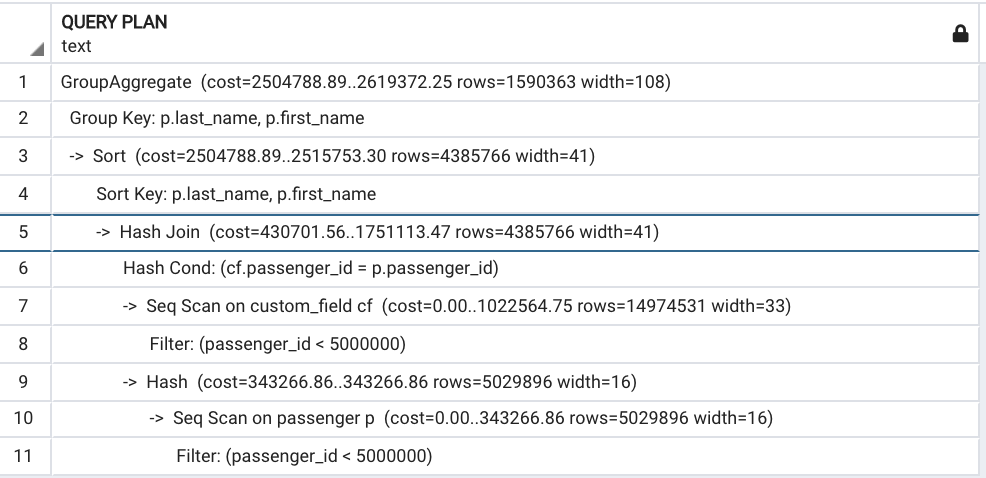 QUERY PLAN
text
1 GroupAggregate (cost=2504788.89..2619372.25 rows=1590363 width=108)
2 Group Key: p.last_name, p.first_name
3 -> Sort (cost=2504788.89..2515753.30 rows=4385766 width=41)
4 Sort Key: p.last_name, p.first_name
5 -> Hash Join (cost=430701.56..1751113.47 rows=4385766 width=41)
6 Hash Cond: (cf.passenger_id = p.passenger_id)
7 -> Seq Scan on custom_field cf (cost=0.00..1022564.75 rows=14974531 width=33)
8 Filter: (passenger_id < 5000000)
9 -> Hash (cost=343266.86..343266.86 rows=5029896 width=16)
10 -> Seq Scan on passenger p (cost=0.00..343266.86 rows=5029896 width=16)
11 Filter: (passenger_id < 5000000)